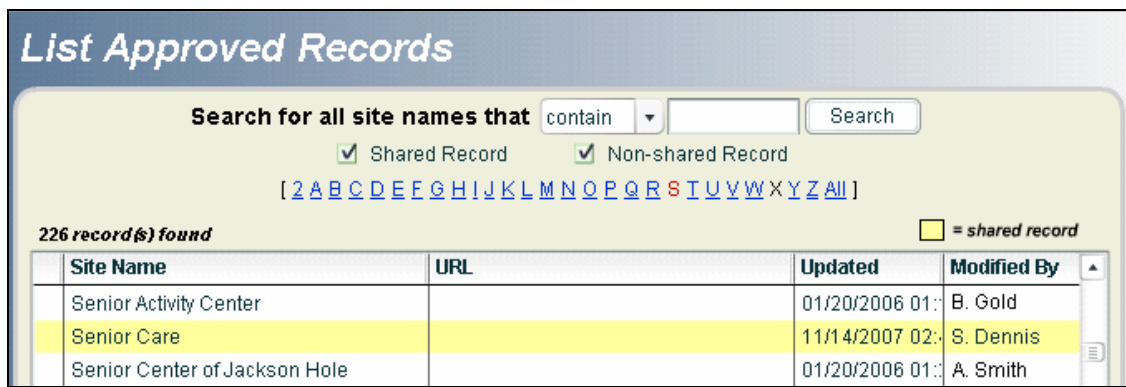 List Approved Records
Search for all site names that contain Search
Shared Record Non-shared Record
[ 2 A B C D E F G H I J K L M N O P Q R S T U V W X Y Z All ]
226 record(s) found = shared record
Site Name URL Updated Modified By
Senior Activity Center 01/20/2006 01: B. Gold
Senior Care 11/14/2007 02: S. Dennis
Senior Center of Jackson Hole 01/20/2006 01: A. Smith